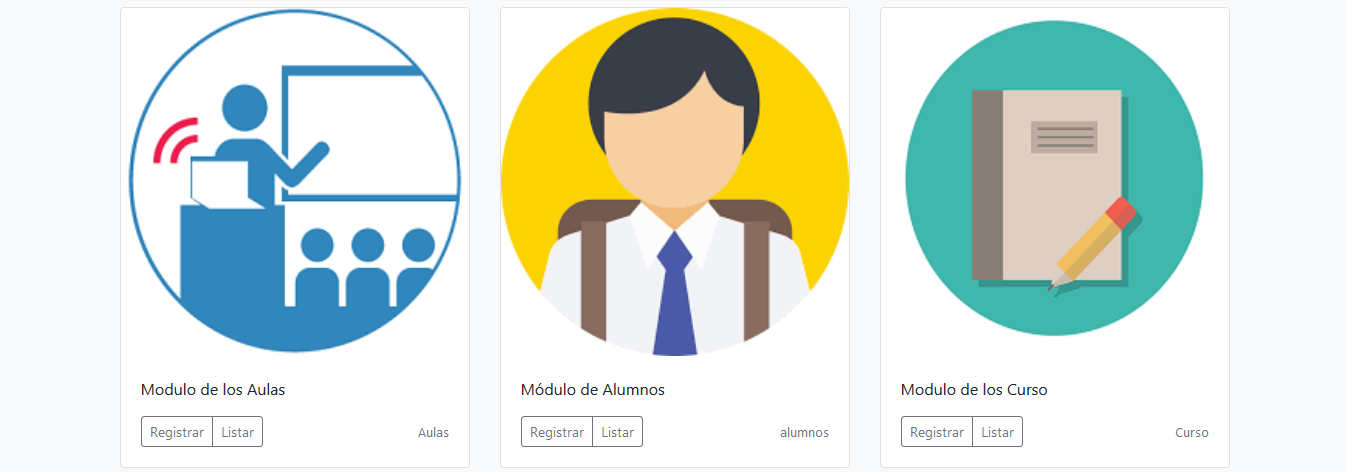 Modulo de los Aulas
Registrar Listar Aulas
Módulo de Alumnos
Registrar Listar alumnos
Modulo de los Curso
Registrar Listar Curso